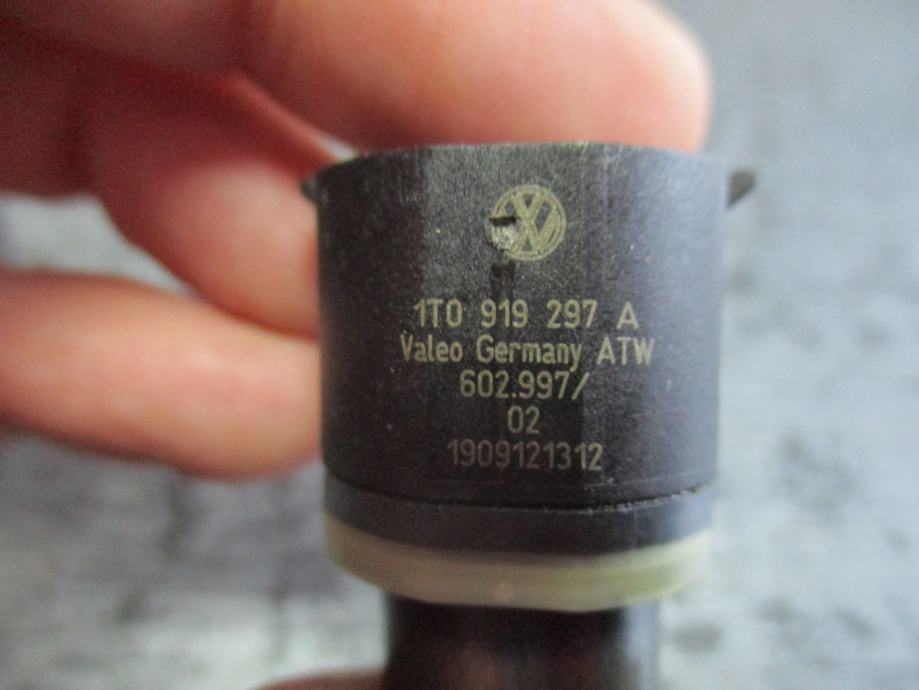 1T0 919 297 A
Valeo Germany ATW
602.997/
02
1909121312